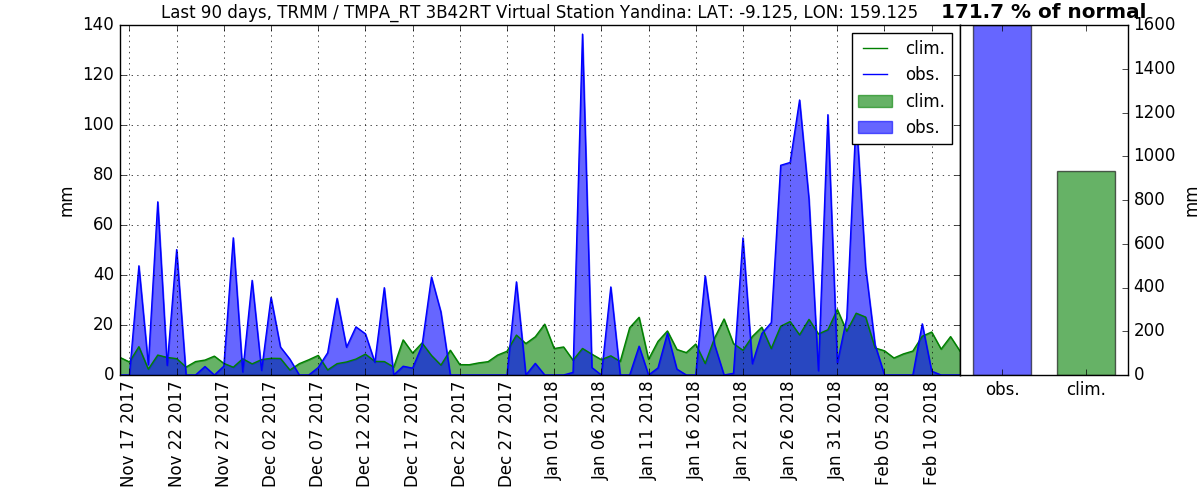 Last 90 days, TRMM / TMPA_RT 3B42RT Virtual Station Yandina: LAT: -9.125, LON: 159.125
171.7 % of normal
140
120
100
80
60
40
20
0
mm
clim.
obs.
clim.
obs.
1600
1400
1200
1000
800
600
400
200
0
mm
obs.
clim.
Nov 17 2017
Nov 22 2017
Nov 27 2017
Dec 02 2017
Dec 07 2017
Dec 12 2017
Dec 17 2017
Dec 22 2017
Dec 27 2017
Jan 01 2018
Jan 06 2018
Jan 11 2018
Jan 16 2018
Jan 21 2018
Jan 26 2018
Jan 31 2018
Feb 05 2018
Feb 10 2018